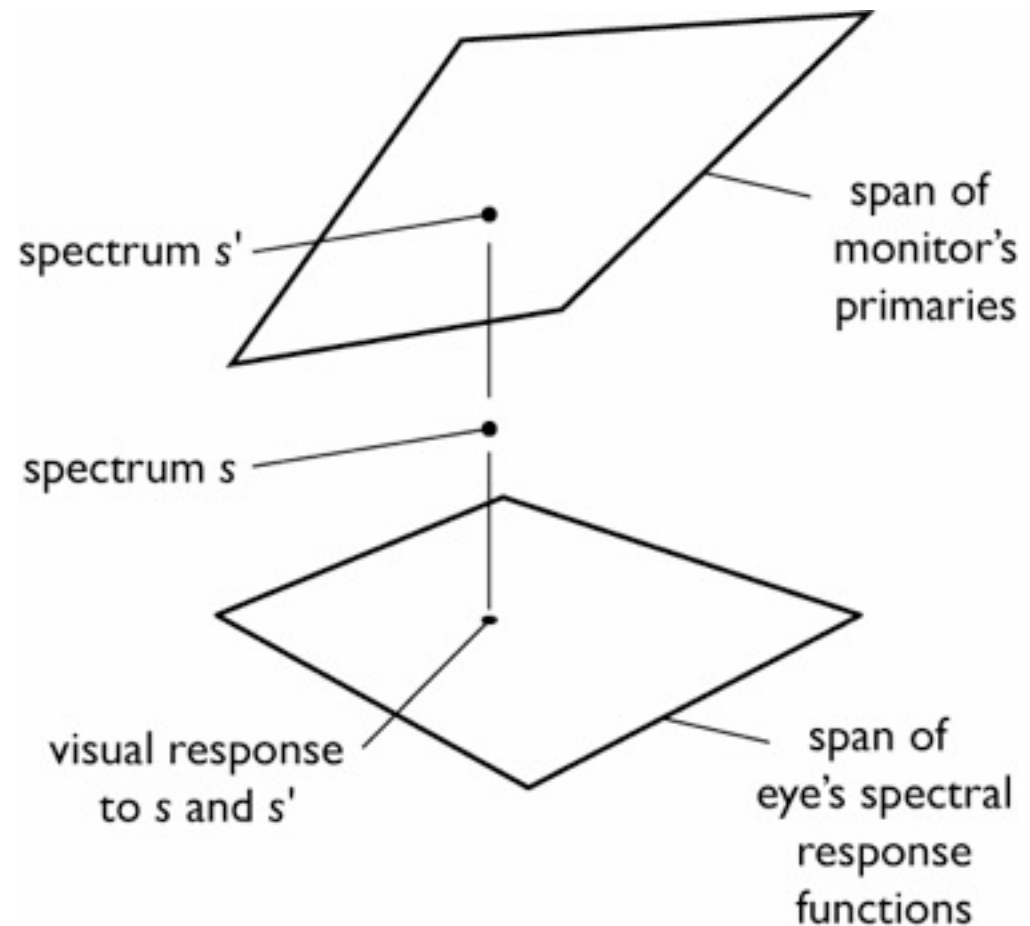 span of
monitor's
primaries
spectrum s'
spectrum s
visual response
to s and s'
span of
eye's spectral
response
functions